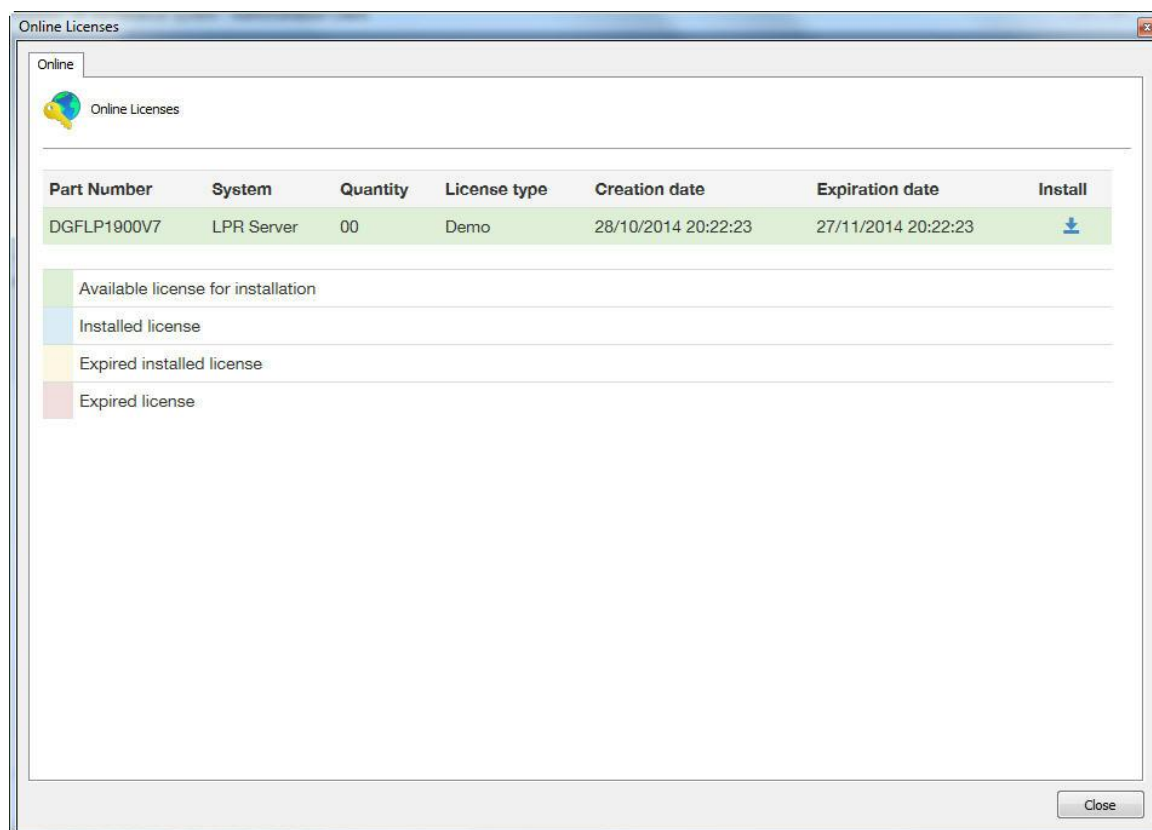 Online Licenses
Online
Online Licenses
Part Number System Quantity License type Creation date Expiration date Install
DGFLP1900V7 LPR Server 00 Demo 28/10/2014 20:22:23 27/11/2014 20:22:23
Available license for installation
Installed license
Expired installed license
Expired license
Close